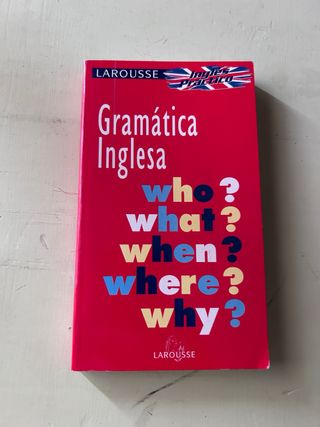 LAROUSSE
Inglés
Práctico
Gramática
Inglesa
who?
what?
when?
where?
why?
LAROUSSE